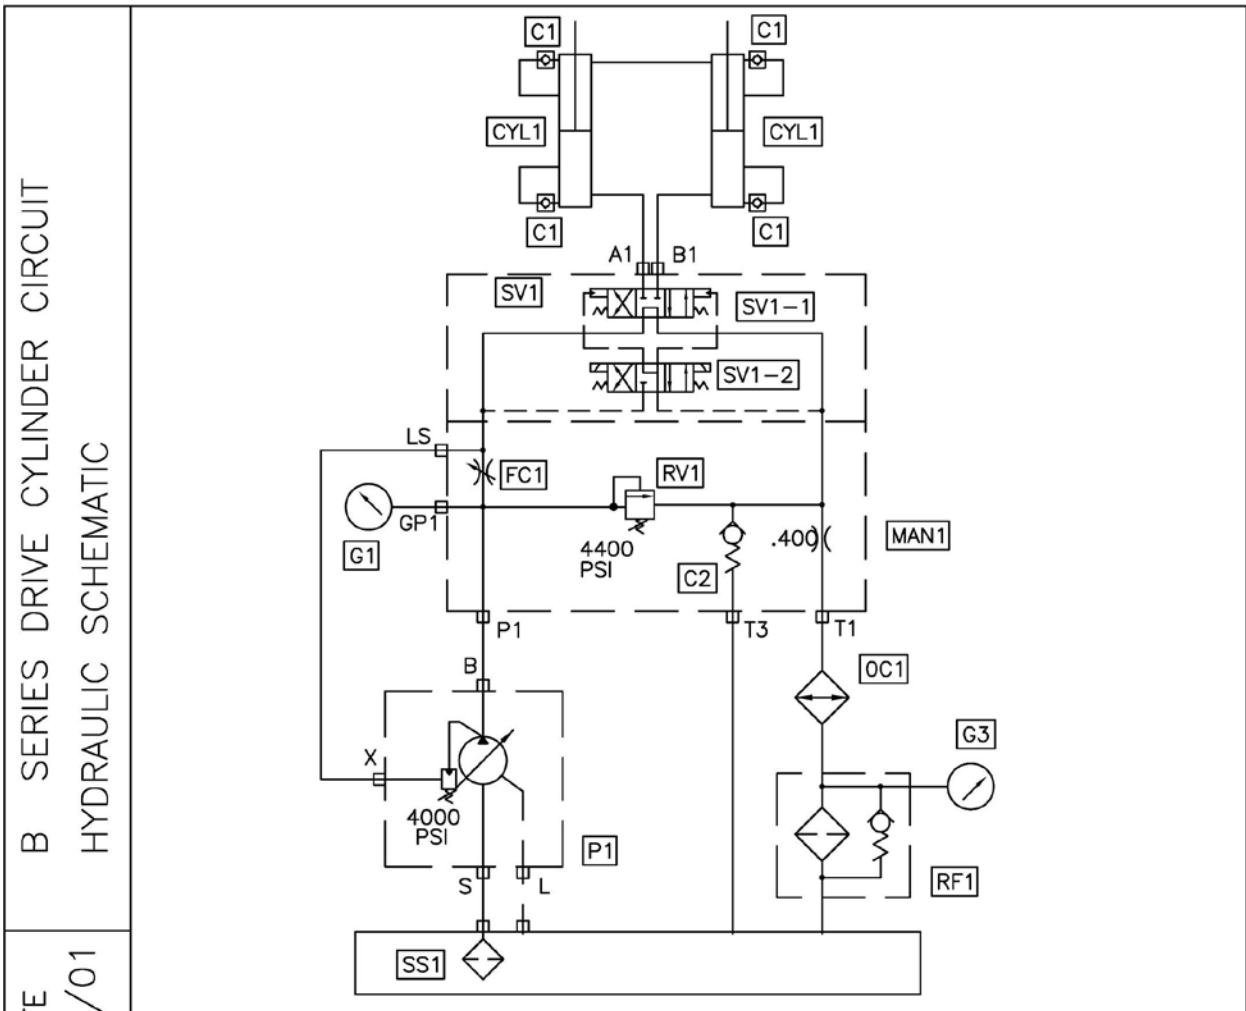 B SERIES DRIVE CYLINDER CIRCUIT
HYDRAULIC SCHEMATIC
/01
C1
C1
CYL1
CYL1
C1
C1
A1
B1
SV1
SV1-1
SV1-2
LS
FC1
RV1
GP1
G1
4400
PSI
C2
.400
MAN1
P1
T3
T1
B
OC1
X
G3
4000
PSI
P1
S
L
RF1
SS1